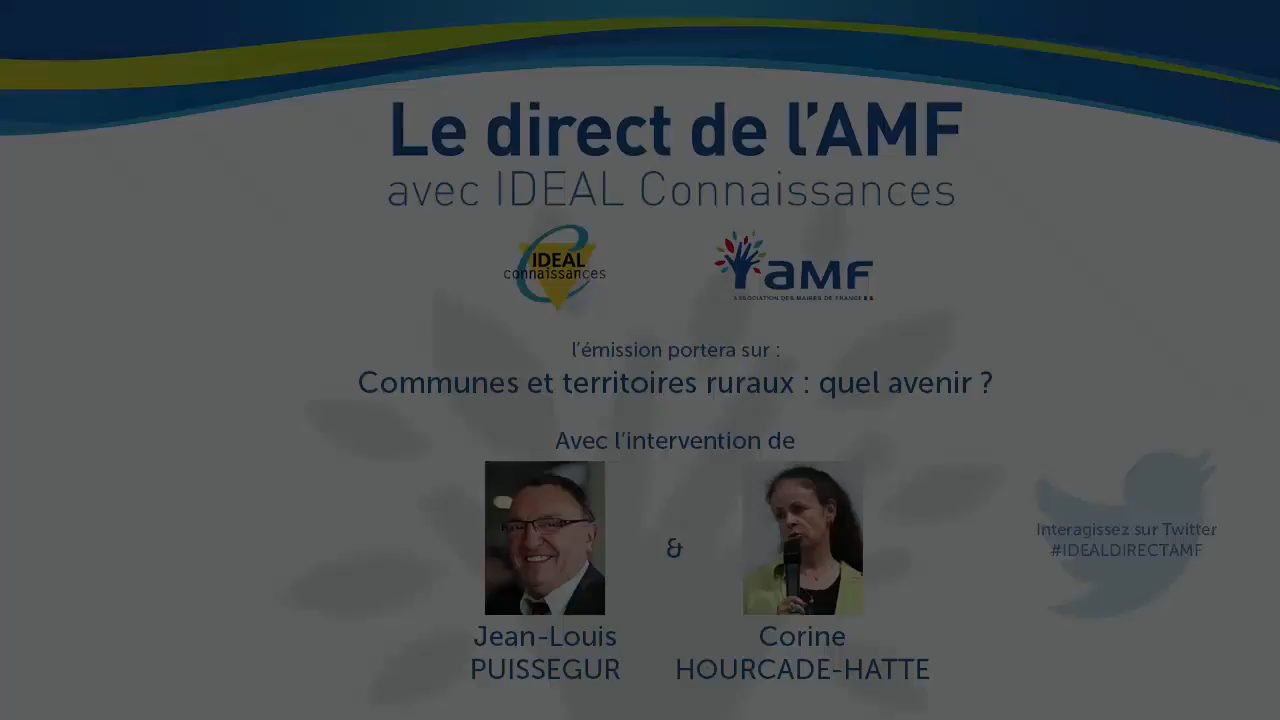 Le direct de l'AMF
avec IDEAL Connaissances
IDEAL
connaissances
AMF
ASSOCIATION DES MAIRES DE FRANCE
l'émission portera sur :
Communes et territoires ruraux : quel avenir ?
Avec l'intervention de
&
Interagissez sur Twitter
#IDEALDIRECTAMF
Jean-Louis
PUISSEGUR
Corine
HOURCADE-HATTE